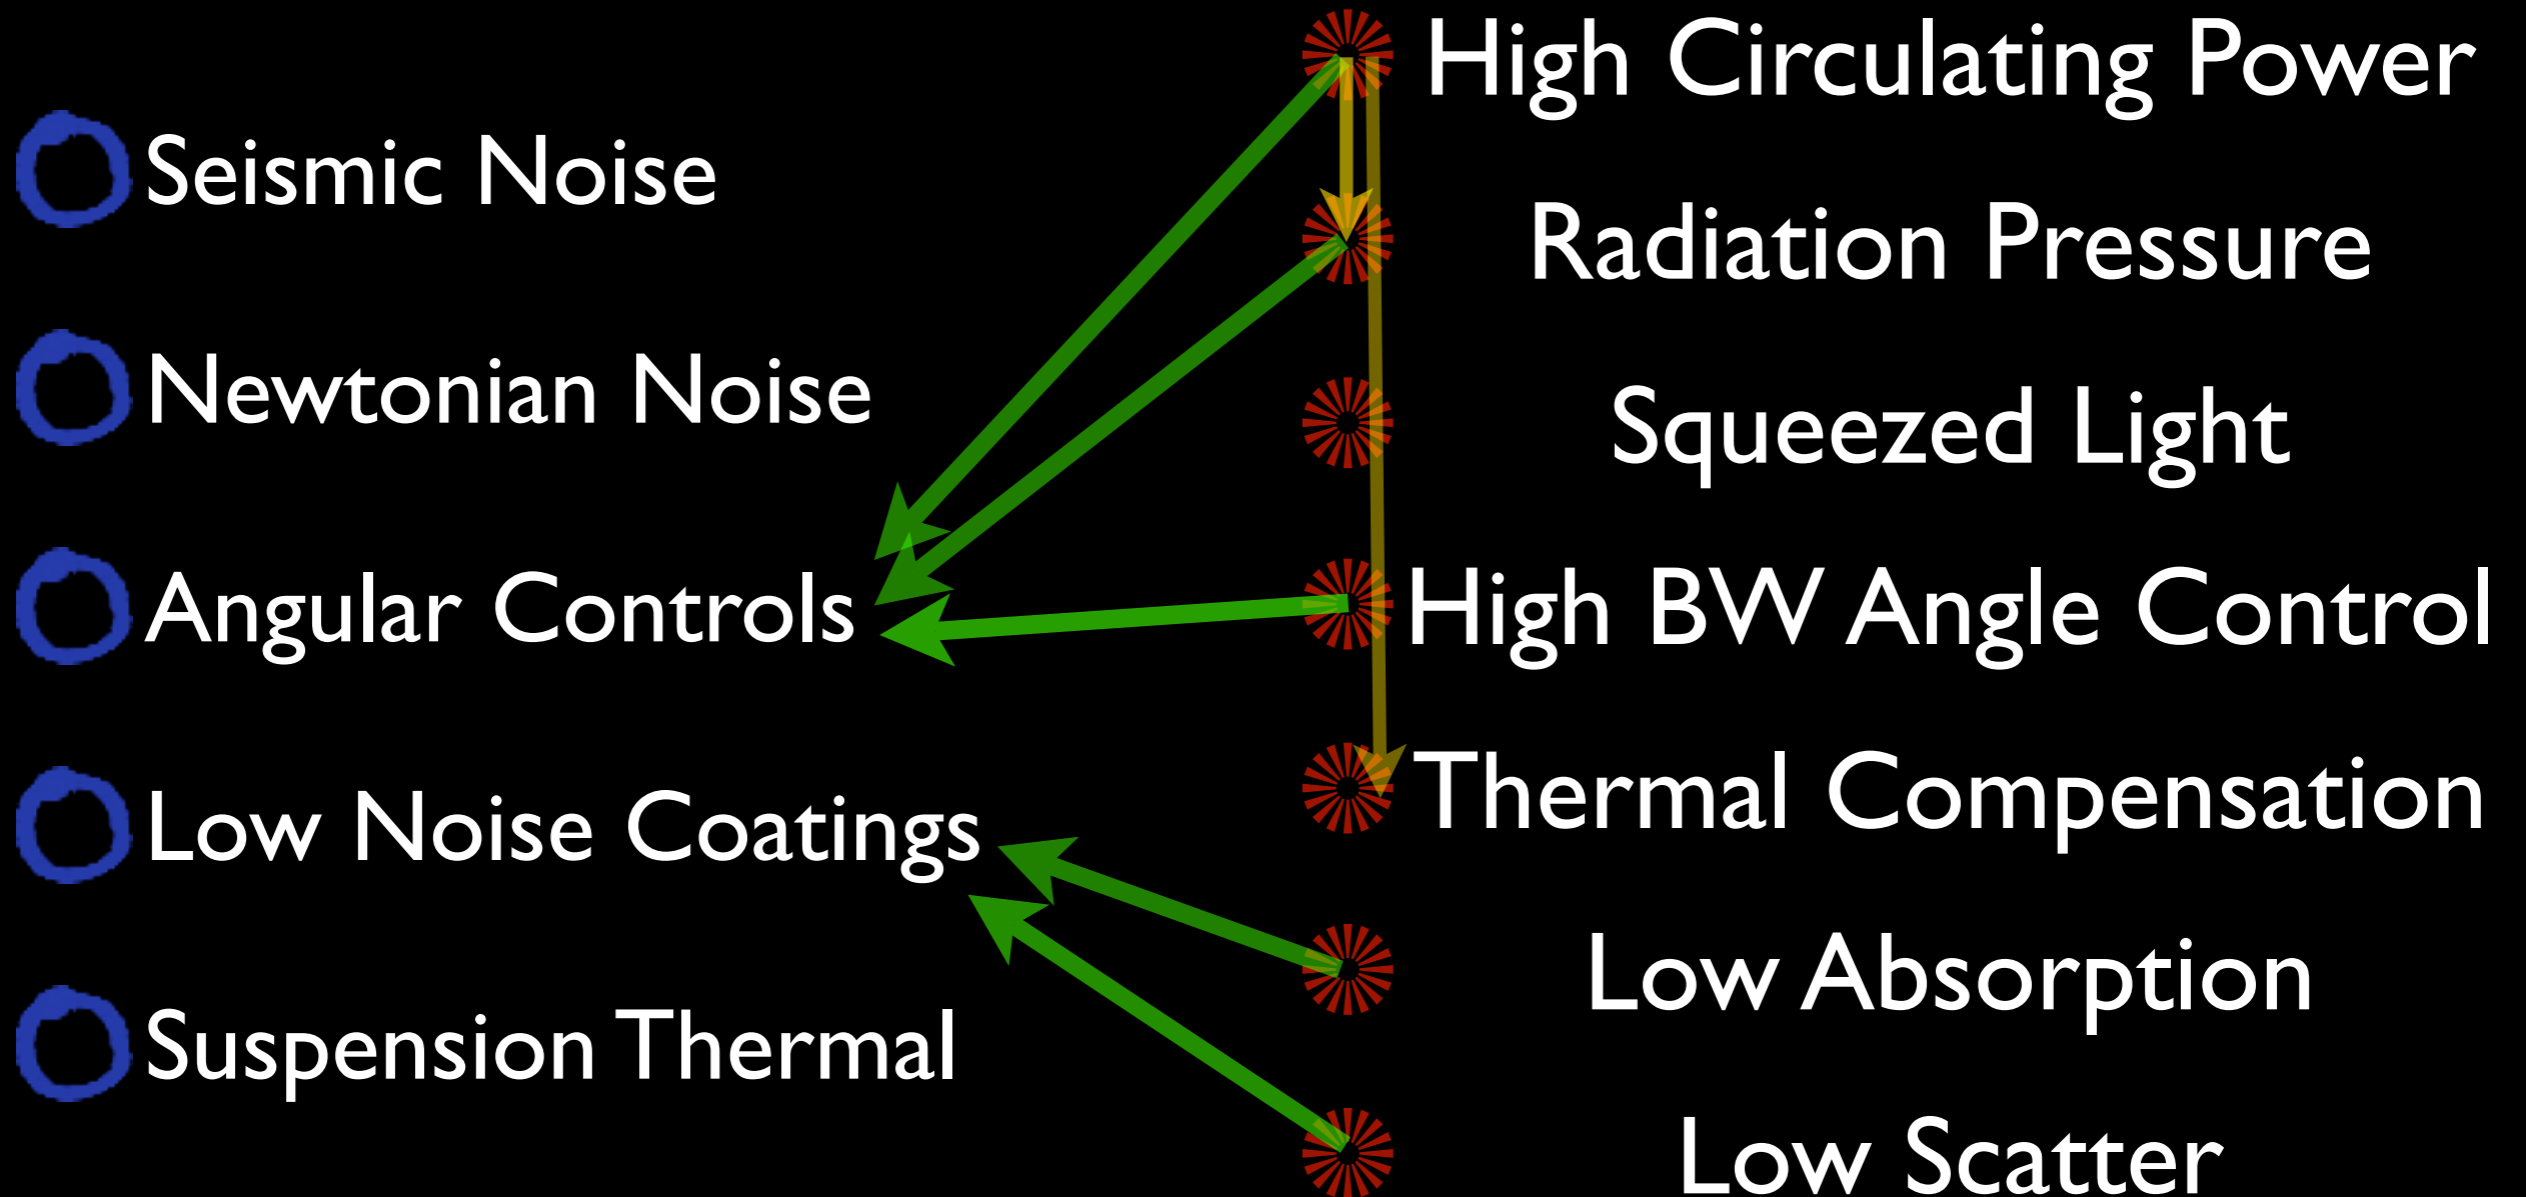 Seismic Noise
Newtonian Noise
Angular Controls
Low Noise Coatings
Suspension Thermal
High Circulating Power
Radiation Pressure
Squeezed Light
High BW Angle Control
Thermal Compensation
Low Absorption
Low Scatter